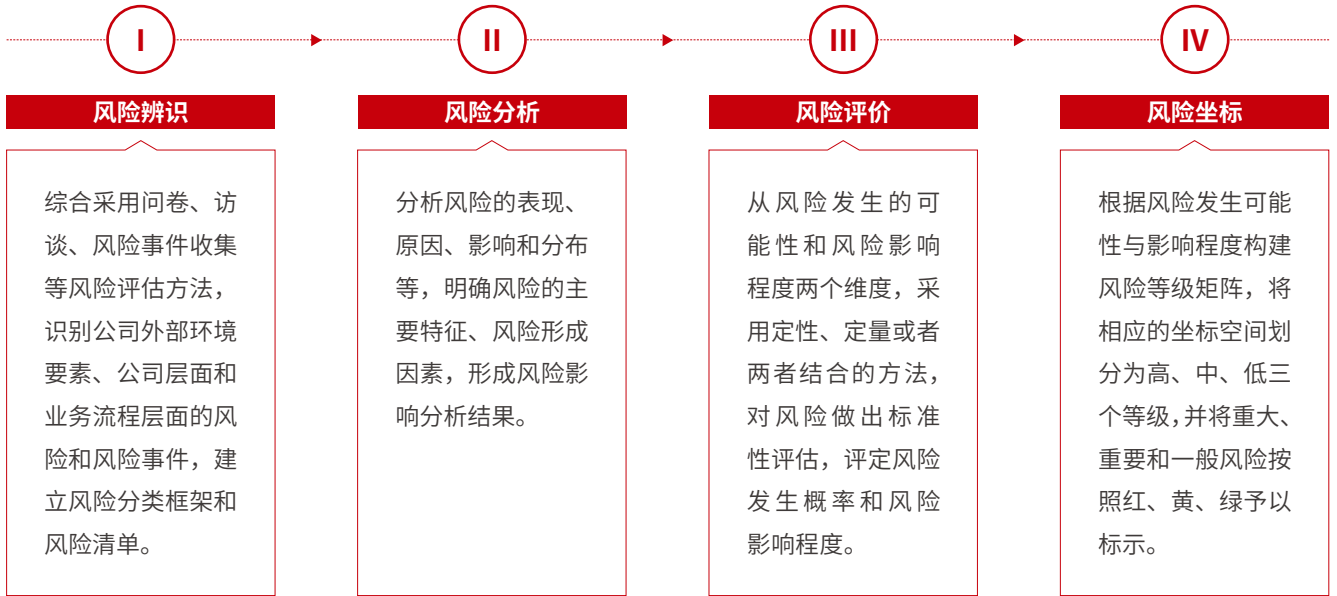 I
II
III
IV
风险辨识
综合采用问卷、访
谈、风险事件收集
等风险评估方法，
识别公司外部环境
要素、公司层面和
业务流程层面的风
险和风险事件，建
立风险分类框架和
风险清单。
风险分析
分析风险的表现、
原因、影响和分布
等，明确风险的主
要特征、风险形成
因素，形成风险影
响分析结果。
风险评价
从风险发生的可
能性和风险影响
程度两个维度，采
用定性、定量或者
两者结合的方法，
对风险做出标准
性评估，评定风险
发生概率和风险
影响程度。
风险坐标
根据风险发生可能
性与影响程度构建
风险等级矩阵，将
相应的坐标空间划
分为高、中、低三
个等级，并将重大、
重要和一般风险按
照红、黄、绿予以
标示。